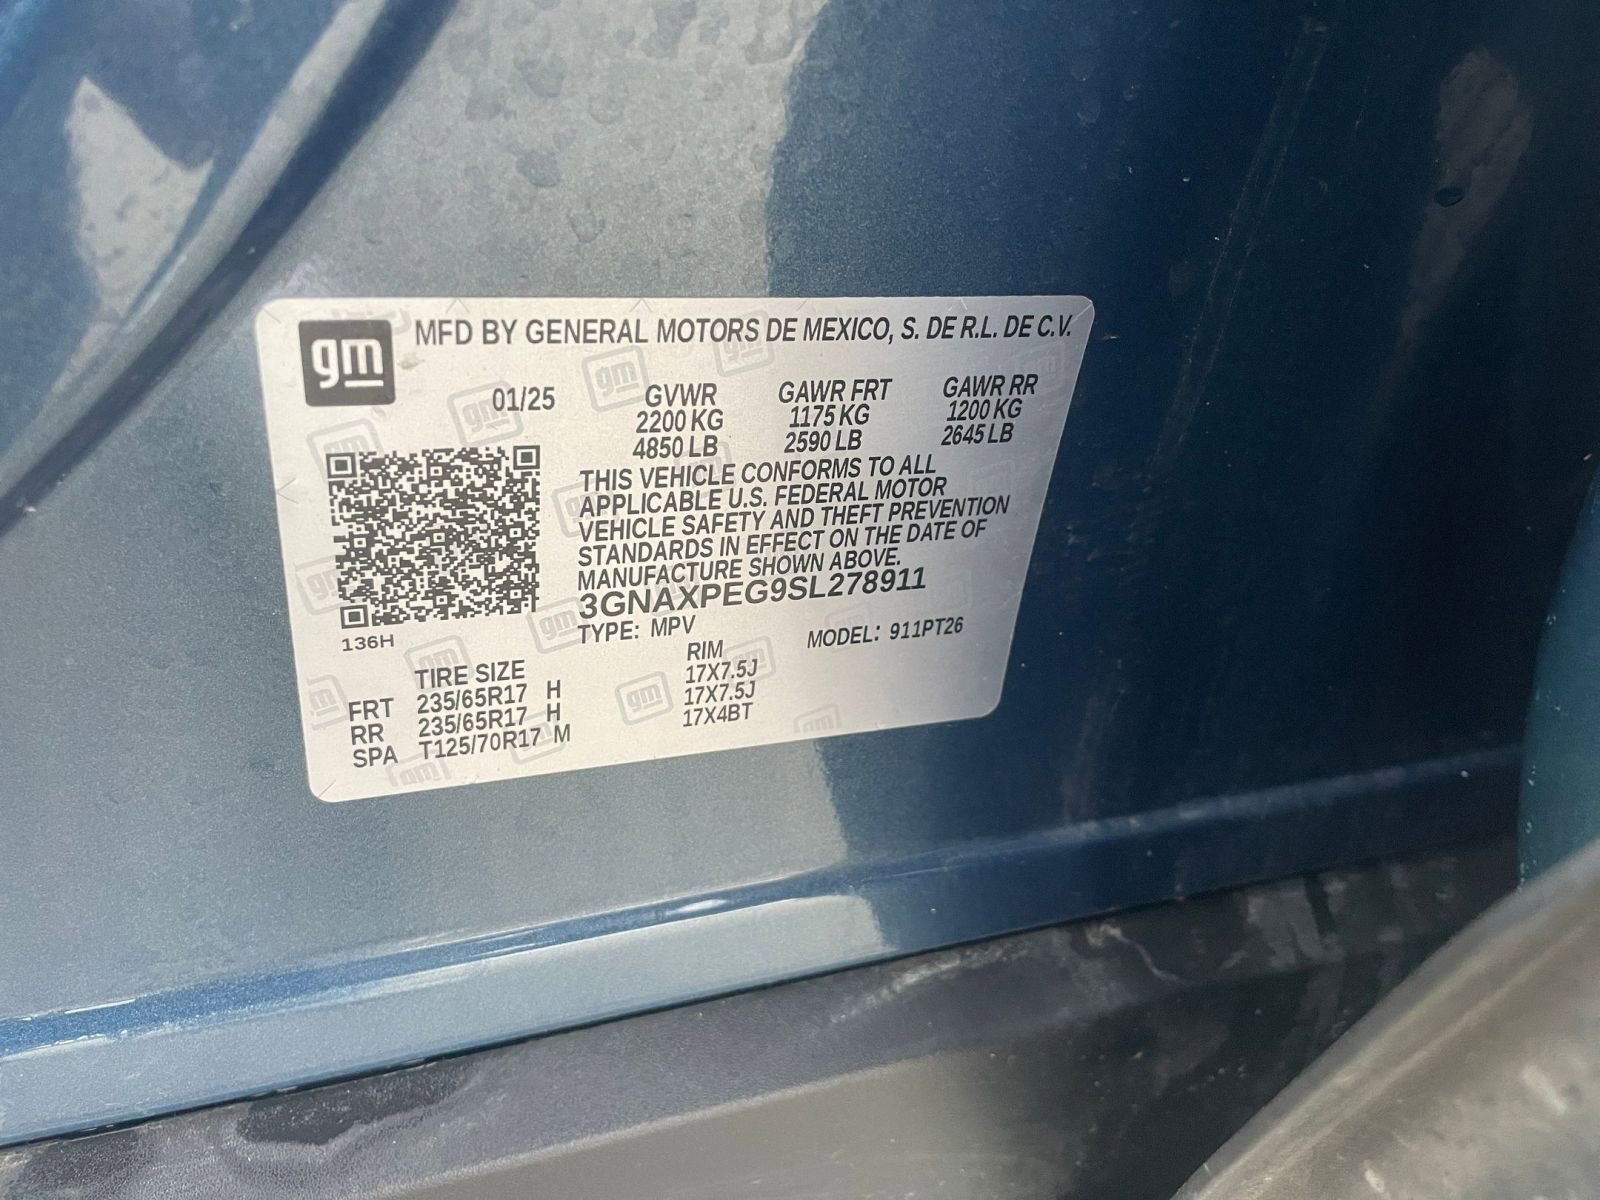 gm MFD BY GENERAL MOTORS DE MEXICO, S. DE R.L. DE C.V.
01/25 GVWR GAWR FRT GAWR RR
2200 KG 1175 KG 1200 KG
4850 LB 2590 LB 2645 LB
THIS VEHICLE CONFORMS TO ALL
APPLICABLE U.S. FEDERAL MOTOR
VEHICLE SAFETY AND THEFT PREVENTION
STANDARDS IN EFFECT ON THE DATE OF
MANUFACTURE SHOWN ABOVE.
3GNAXPEG9SL278911
TYPE: MPV MODEL: 911PT26
136H
TIRE SIZE RIM
FRT 235/65R17 H 17X7.5J
RR 235/65R17 H 17X7.5J
SPA T125/70R17 M 17X4BT